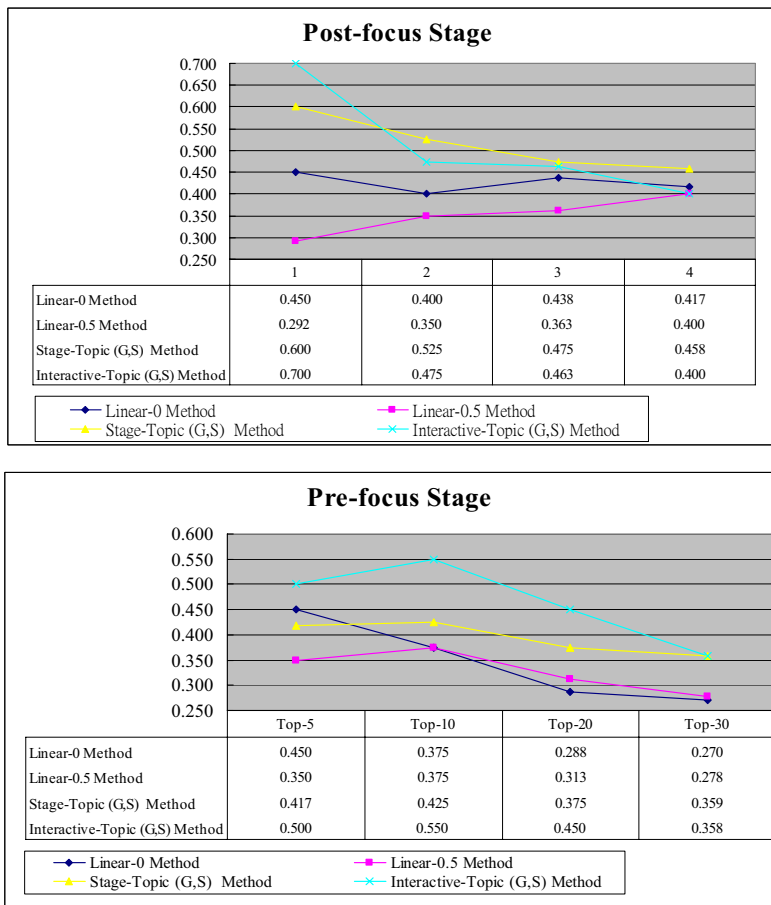 Post-focus Stage
0.700
0.650
0.600
0.550
0.500
0.450
0.400
0.350
0.300
0.250
1 2 3 4
Linear-0 Method 0.450 0.400 0.438 0.417
Linear-0.5 Method 0.292 0.350 0.363 0.400
Stage-Topic (G,S) Method 0.600 0.525 0.475 0.458
Interactive-Topic (G,S) Method 0.700 0.475 0.463 0.400
Linear-0 Method Linear-0.5 Method
Stage-Topic (G,S) Method Interactive-Topic (G,S) Method
Pre-focus Stage
0.600
0.550
0.500
0.450
0.400
0.350
0.300
0.250
Top-5 Top-10 Top-20 Top-30
Linear-0 Method 0.450 0.375 0.288 0.270
Linear-0.5 Method 0.350 0.375 0.313 0.278
Stage-Topic (G,S) Method 0.417 0.425 0.375 0.359
Interactive-Topic (G,S) Method 0.500 0.550 0.450 0.358
Linear-0 Method Linear-0.5 Method
Stage-Topic (G,S) Method Interactive-Topic (G,S) Method